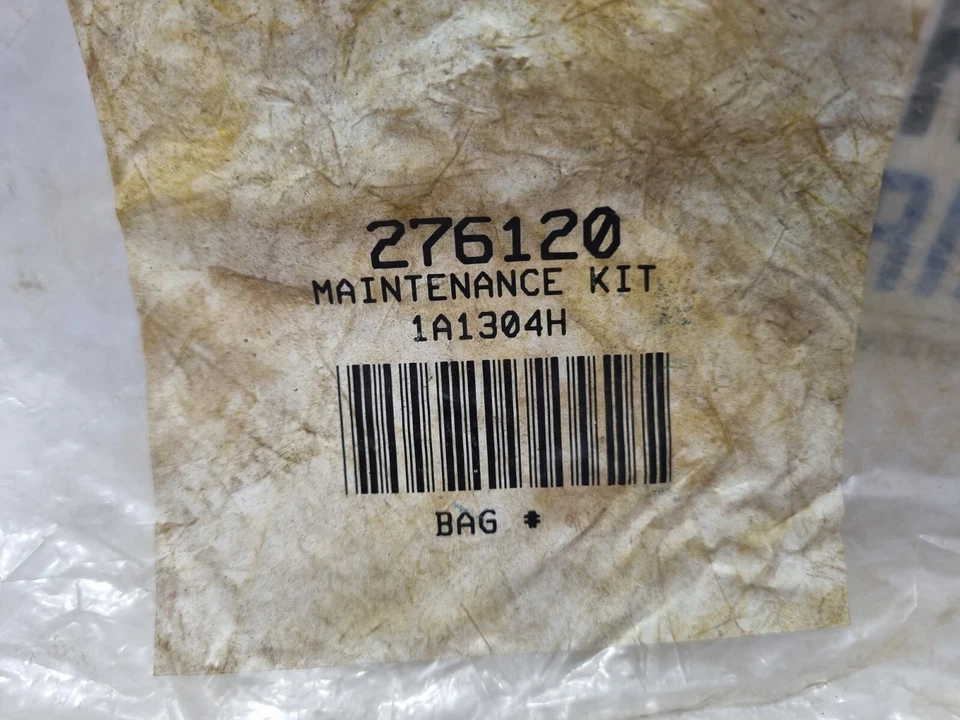 276120
MAINTENANCE KIT
1A1304H
BAG #